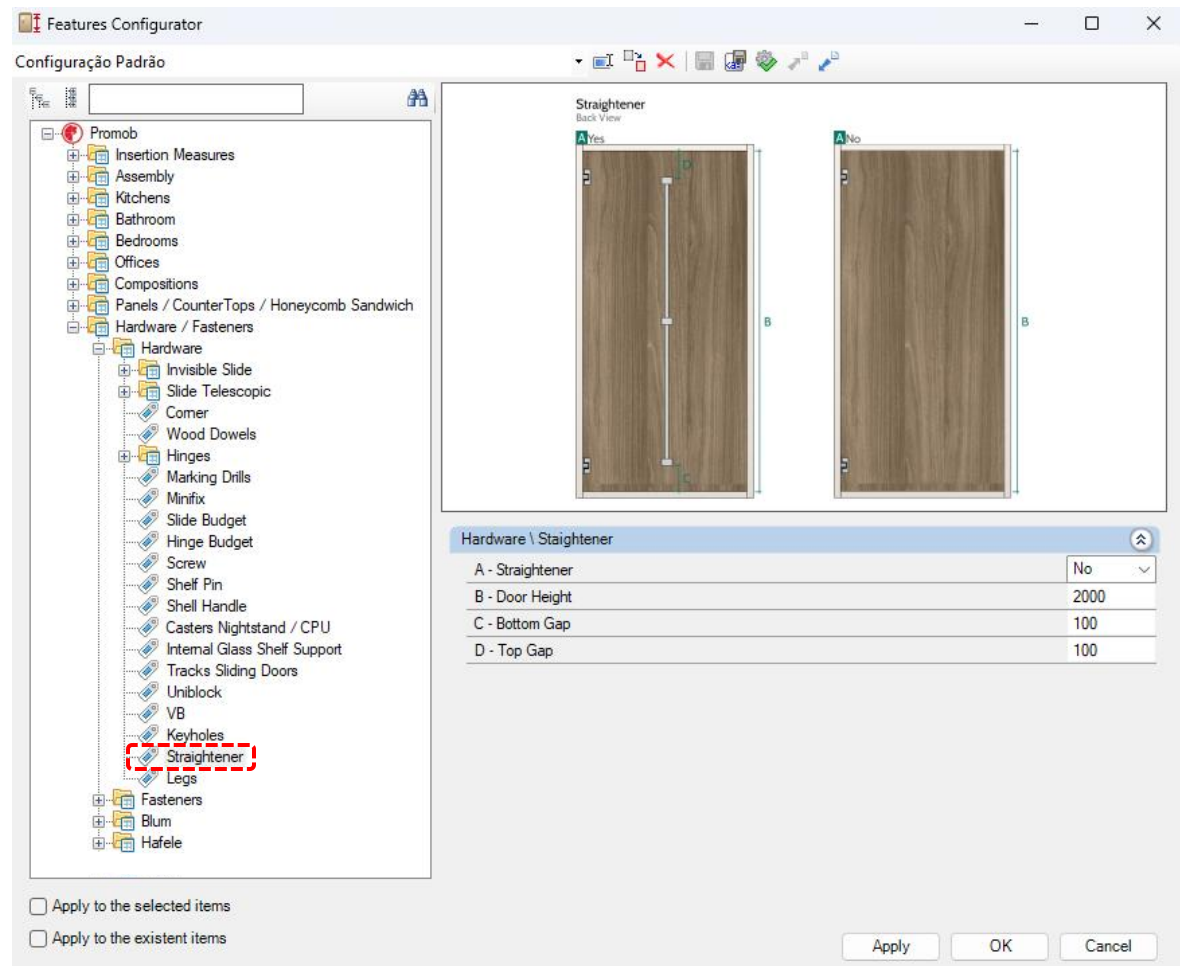 Features Configurator
Configuração Padrão
Promob
Insertion Measures
Assembly
Kitchens
Bathroom
Bedrooms
Offices
Compositions
Panels / CounterTops / Honeycomb Sandwich
Hardware / Fasteners
Hardware
Invisible Slide
Slide Telescopic
Corner
Wood Dowels
Hinges
Marking Drills
Minifix
Slide Budget
Hinge Budget
Screw
Shelf Pin
Shell Handle
Casters Nightstand / CPU
Internal Glass Shelf Support
Tracks Sliding Doors
Uniblock
VB
Keyholes
Straightener
Legs
Fasteners
Blum
Hafele
Apply to the selected items
Apply to the existent items
Straightener
Back View
A Yes
D
B
C
A No
B
Hardware \ Staightener
A - Straightener No
B - Door Height 2000
C - Bottom Gap 100
D - Top Gap 100
Apply OK Cancel